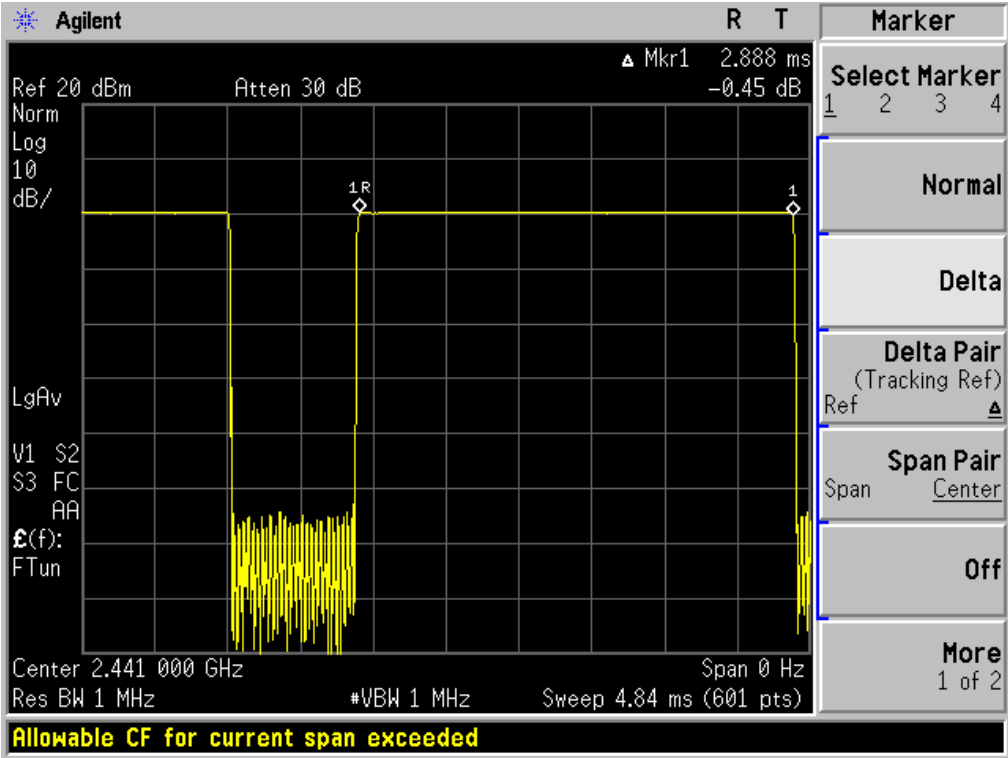 Agilent R T
Marker
Δ Mkr1 2.888 ms
Ref 20 dBm Atten 30 dB -0.45 dB
Norm
Log
10
dB/
1R
1
LgAv
V1 S2
S3 FC
AA
£(f):
FTun
Center 2.441 000 GHz Span 0 Hz
Res BW 1 MHz #VBW 1 MHz Sweep 4.84 ms (601 pts)
Allowable CF for current span exceeded
Select Marker
1 2 3 4
Normal
Delta
Delta Pair
(Tracking Ref)
Ref Δ
Span Pair
Span Center
Off
More
1 of 2